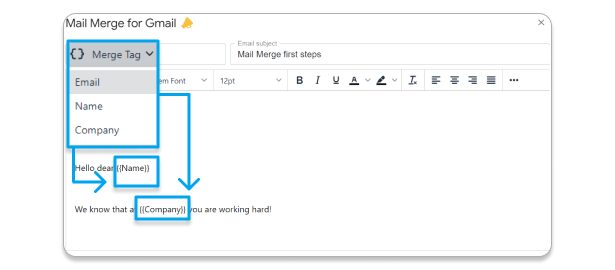 Mail Merge for Gmail
Email subject
{} Merge Tag
Mail Merge first steps
Email
em Font
12pt
B I U A
Name
Company
Hello dear {{Name}}
We know that at {{Company}} you are working hard!